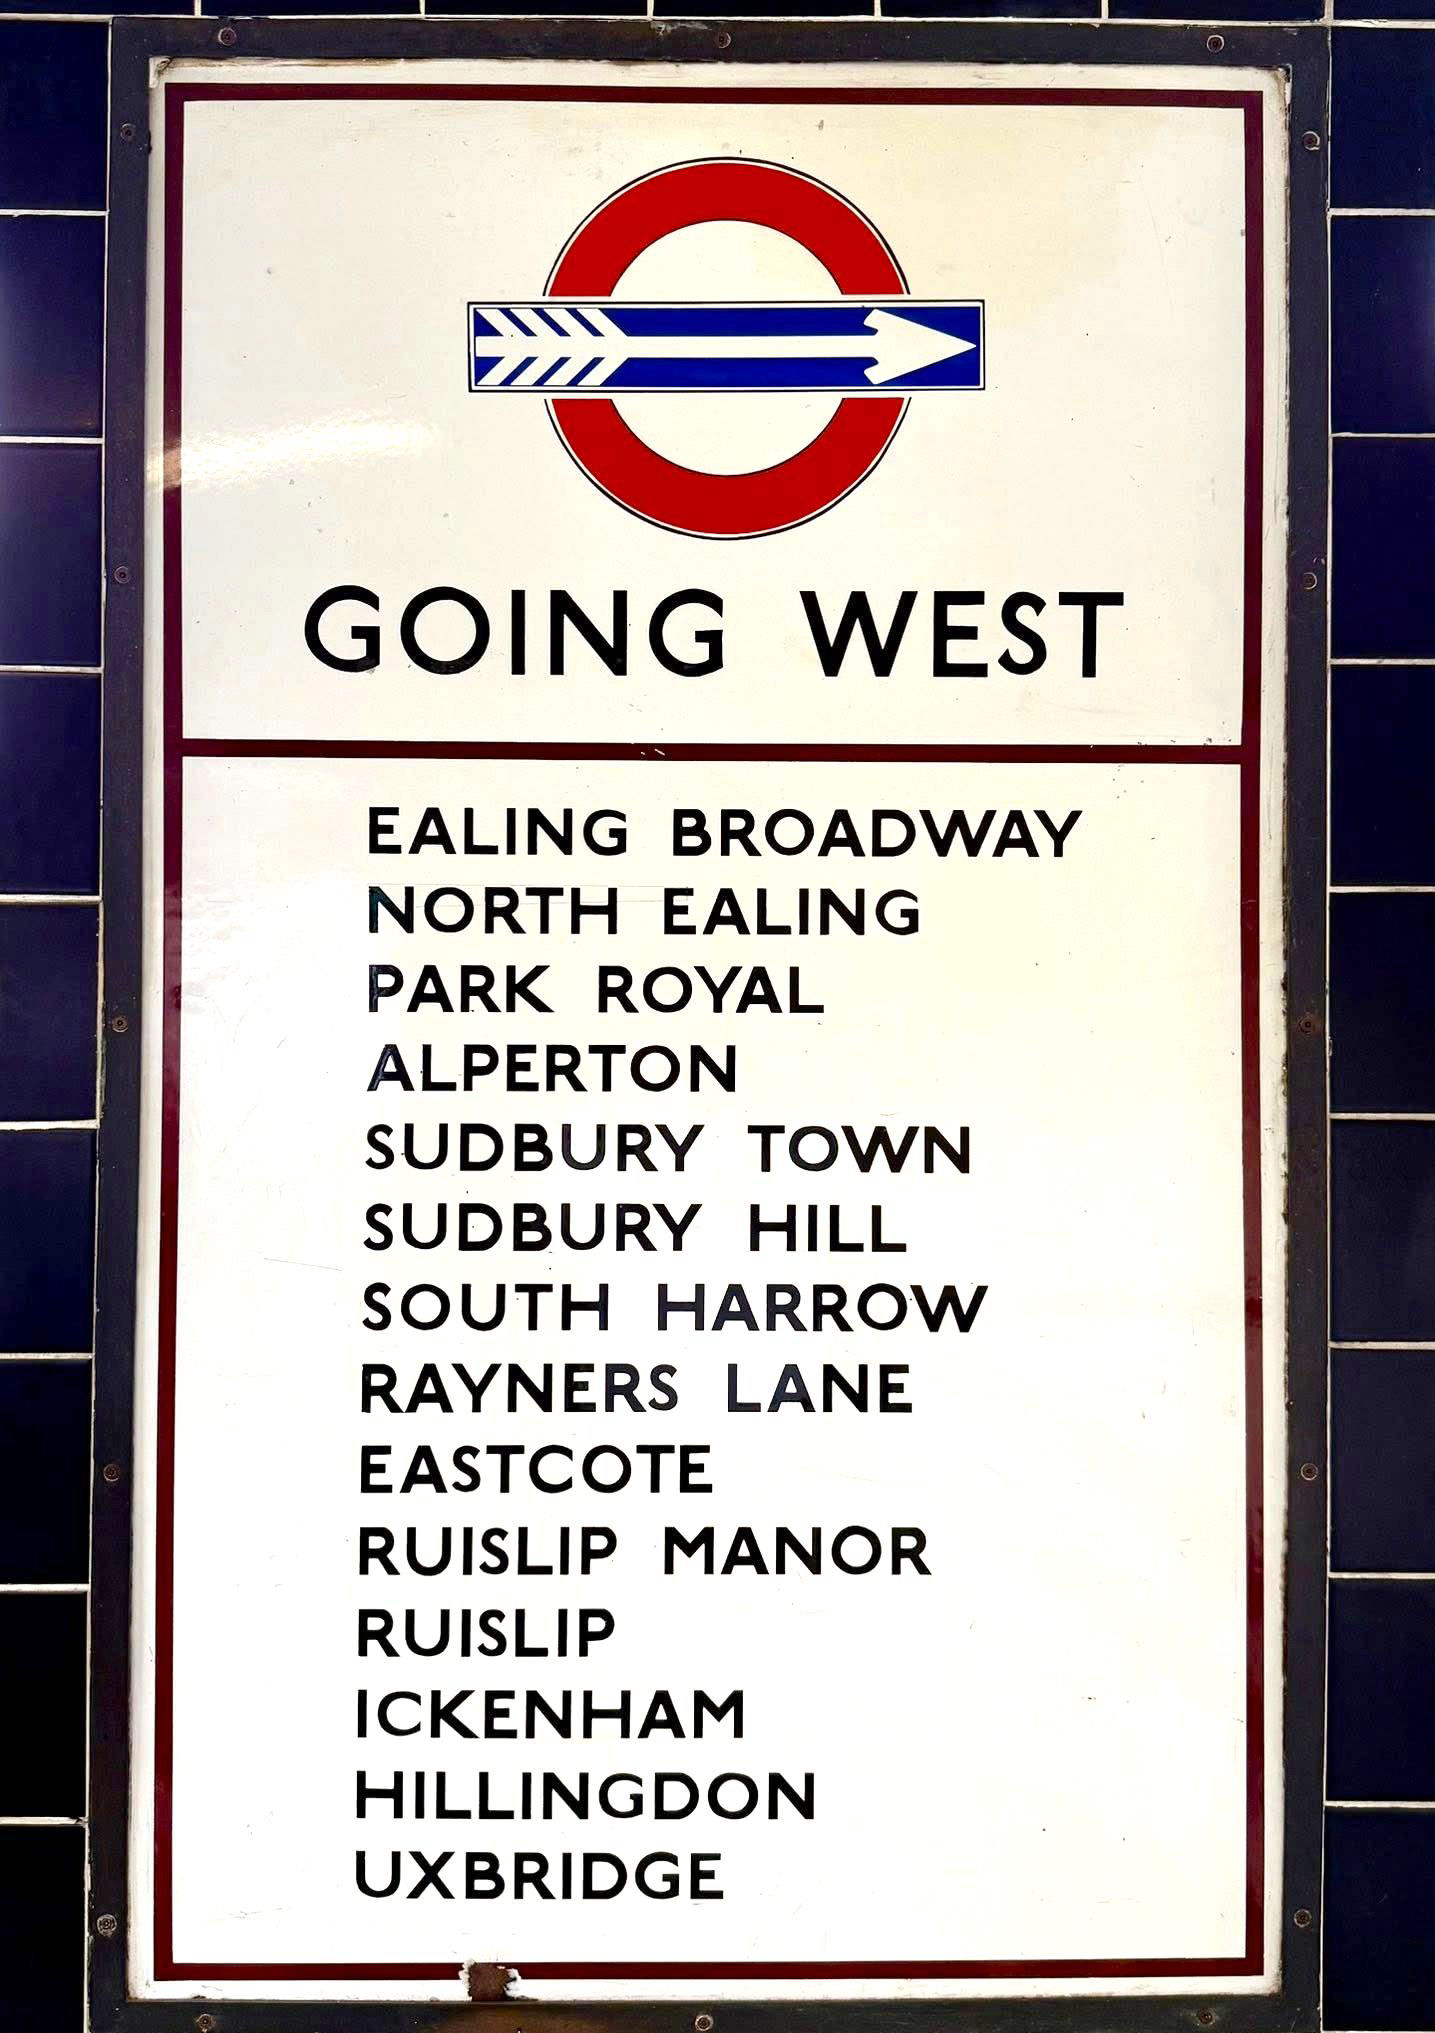 GOING WEST
EALING BROADWAY
NORTH EALING
PARK ROYAL
ALPERTON
SUDBURY TOWN
SUDBURY HILL
SOUTH HARROW
RAYNERS LANE
EASTCOTE
RUISLIP MANOR
RUISLIP
ICKENHAM
HILLINGDON
UXBRIDGE